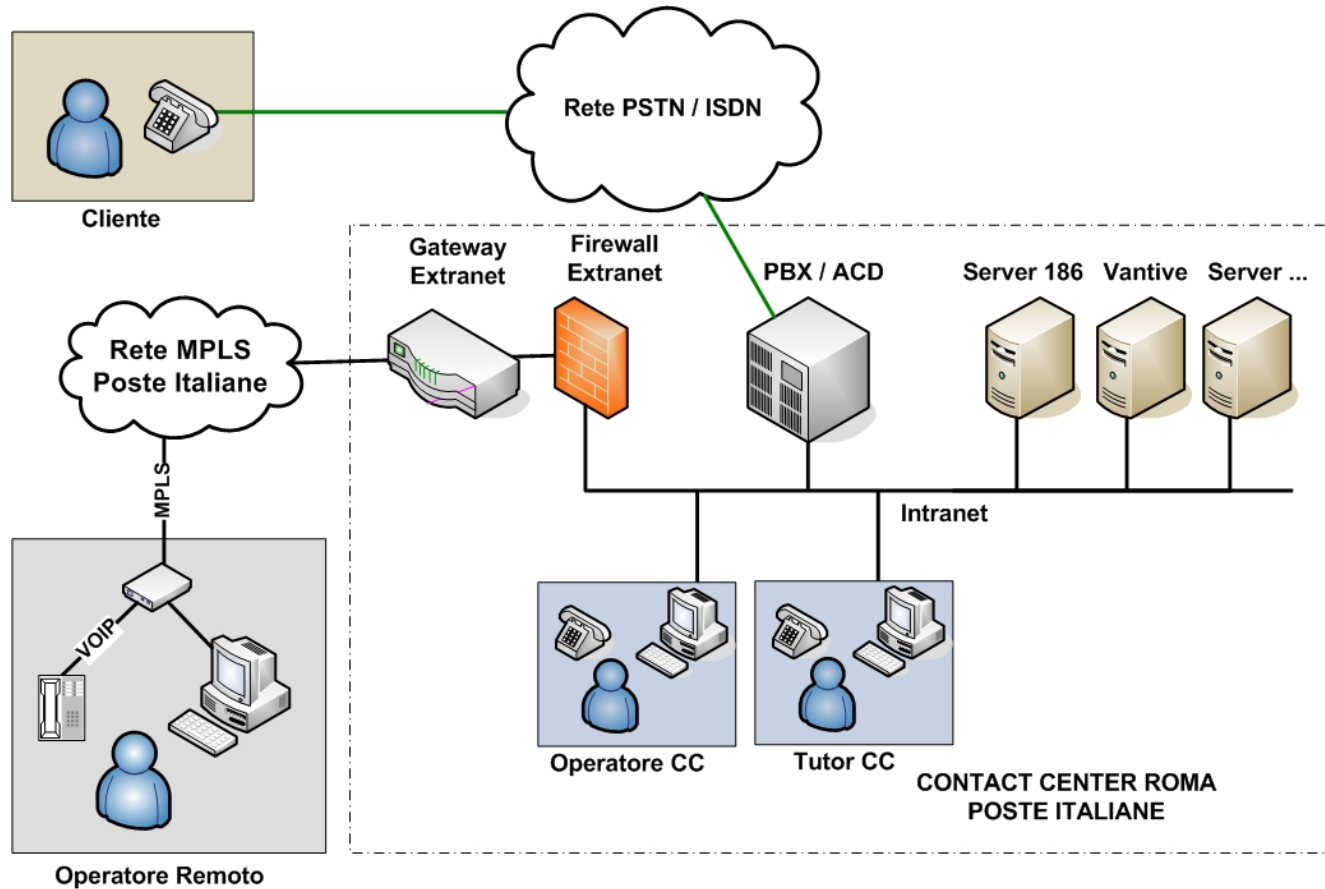 Rete PSTN / ISDN
Cliente
Gateway
Extranet
Firewall
Extranet
PBX / ACD
Server 186
Vantive
Server ...
Rete MPLS
Poste Italiane
MPLS
Intranet
VOIP
Operatore CC
Tutor CC
CONTACT CENTER ROMA
POSTE ITALIANE
Operatore Remoto